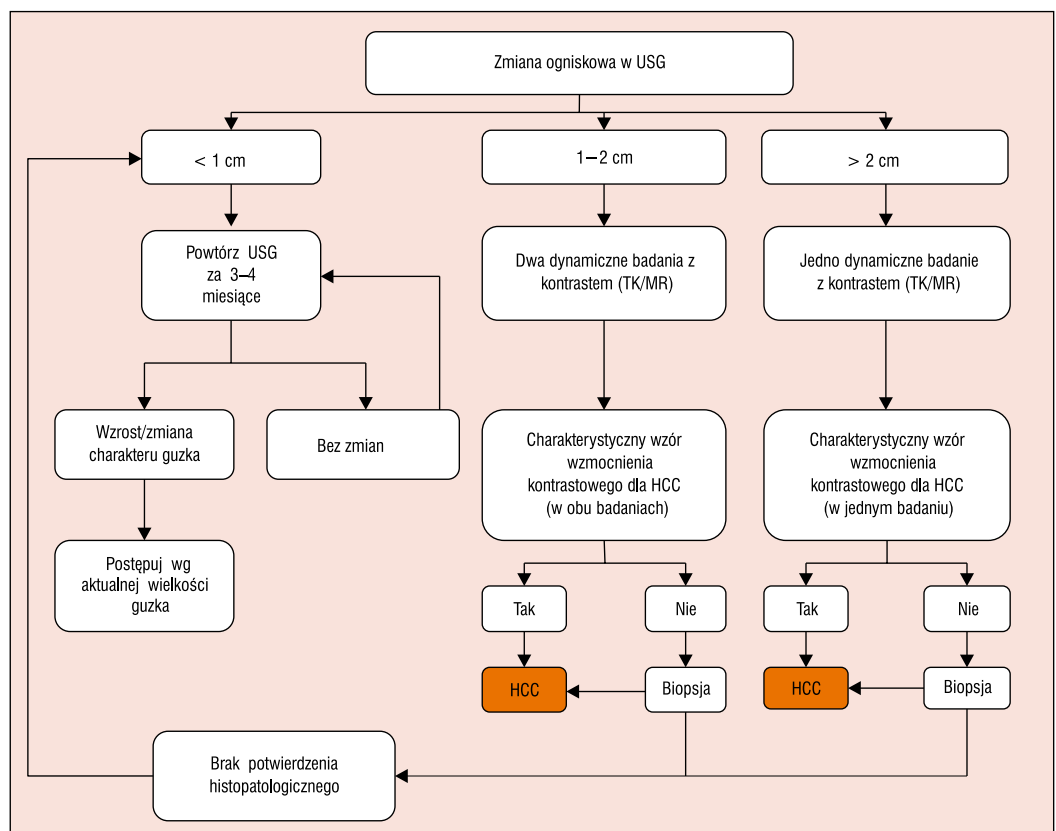 Zmiana ogniskowa w USG
< 1 cm
1–2 cm
> 2 cm
Powtórz USG
za 3–4
miesiące
Dwa dynamiczne badania z
kontrastem (TK/MR)
Jedno dynamiczne badanie
z kontrastem (TK/MR)
Wzrost/zmiana
charakteru guzka
Bez zmian
Charakterystyczny wzór
wzmocnienia
kontrastowego dla HCC
(w obu badaniach)
Charakterystyczny wzór
wzmocnienia
kontrastowego dla HCC
(w jednym badaniu)
Postępuj wg
aktualnej wielkości
guzka
Tak
Nie
Tak
Nie
HCC
Biopsja
HCC
Biopsja
Brak potwierdzenia
histopatologicznego